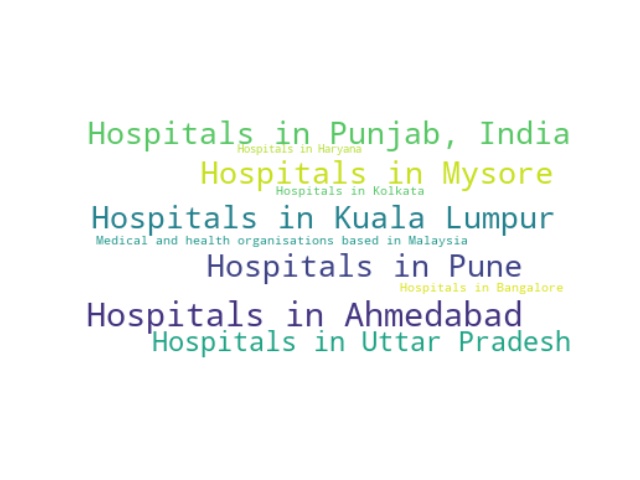 Hospitals in Punjab, India
Hospitals in Haryana
Hospitals in Mysore
Hospitals in Kolkata
Hospitals in Kuala Lumpur
Medical and health organisations based in Malaysia
Hospitals in Pune
Hospitals in Bangalore
Hospitals in Ahmedabad
Hospitals in Uttar Pradesh